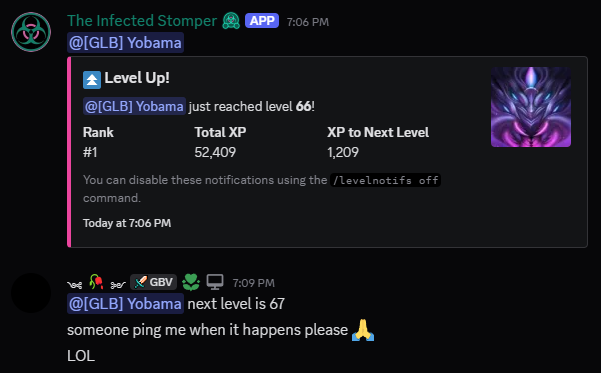 The Infected Stomper APP 7:06 PM
@[GLB] Yobama
Level Up!
@[GLB] Yobama just reached level 66!
Rank Total XP XP to Next Level
#1 52,409 1,209
You can disable these notifications using the /levelnotifs off
command.
Today at 7:06 PM
GBV 7:09 PM
@[GLB] Yobama next level is 67
someone ping me when it happens please 🙏
LOL